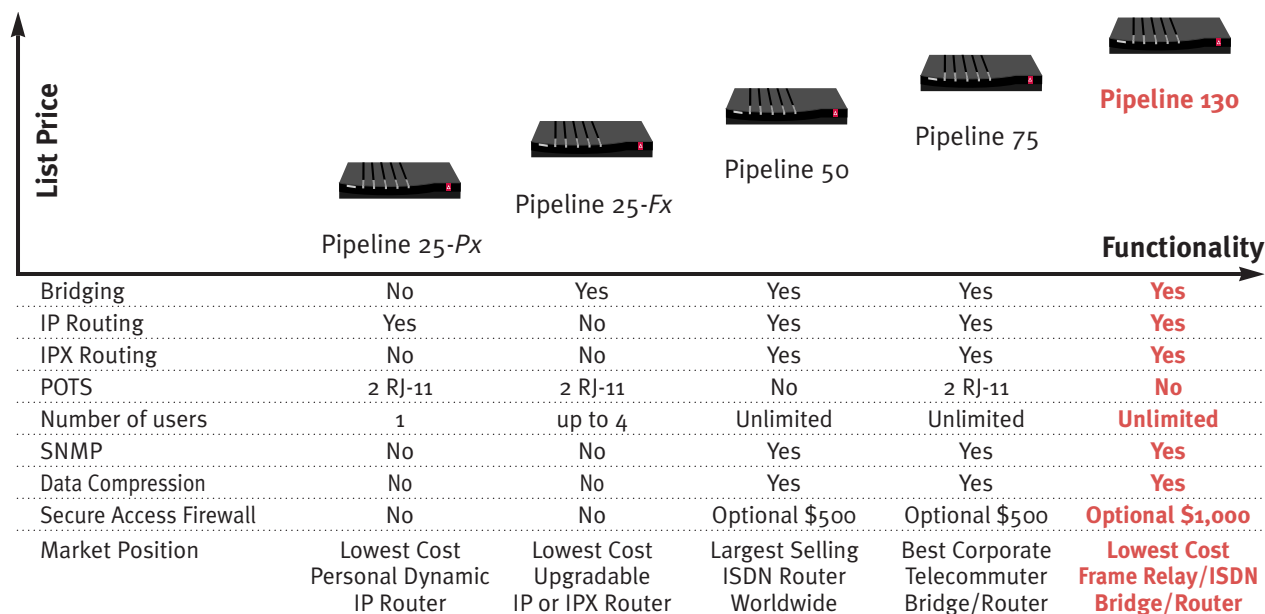 List Price
Pipeline 130
Pipeline 75
Pipeline 50
Pipeline 25-Fx
Pipeline 25-Px
Functionality
Bridging No Yes Yes Yes Yes
IP Routing Yes No Yes Yes Yes
IPX Routing No No Yes Yes Yes
POTS 2 RJ-11 2 RJ-11 No 2 RJ-11 No
Number of users 1 up to 4 Unlimited Unlimited Unlimited
SNMP No No Yes Yes Yes
Data Compression No No Yes Yes Yes
Secure Access Firewall No No Optional $500 Optional $500 Optional $1,000
Market Position Lowest Cost Lowest Cost Largest Selling Best Corporate Lowest Cost
Personal Dynamic Upgradable ISDN Router Telecommuter Frame Relay/ISDN
IP Router IP or IPX Router Worldwide Bridge/Router Bridge/Router